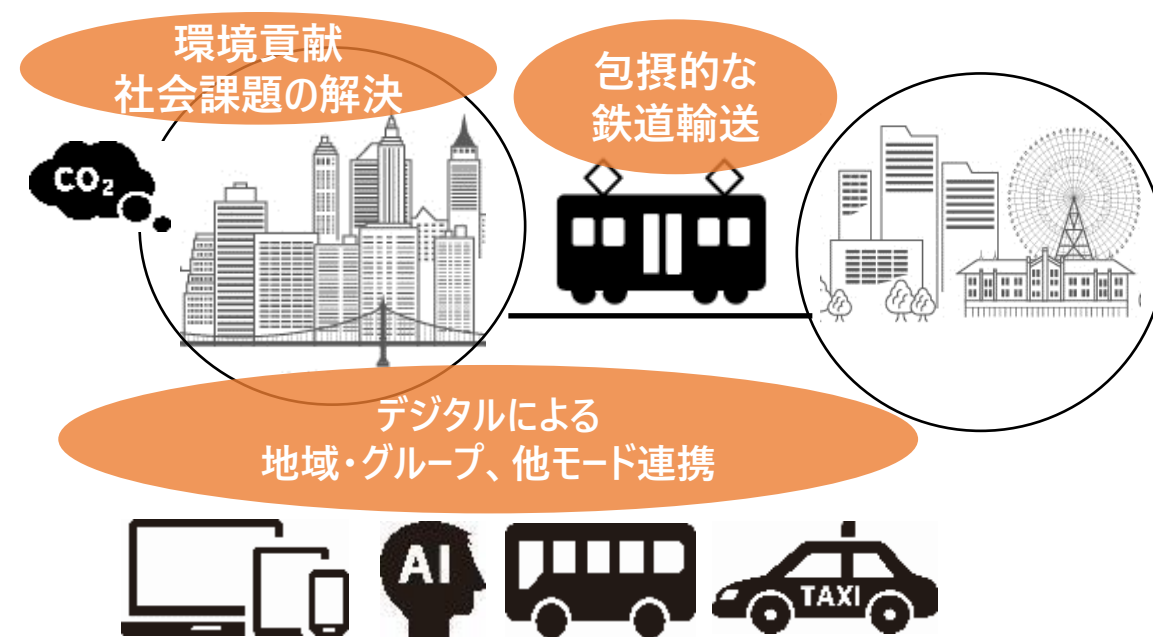 環境貢献
社会課題の解決
包摂的な
鉄道輸送
CO₂
デジタルによる
地域・グループ、他モード連携
AI
TAXI